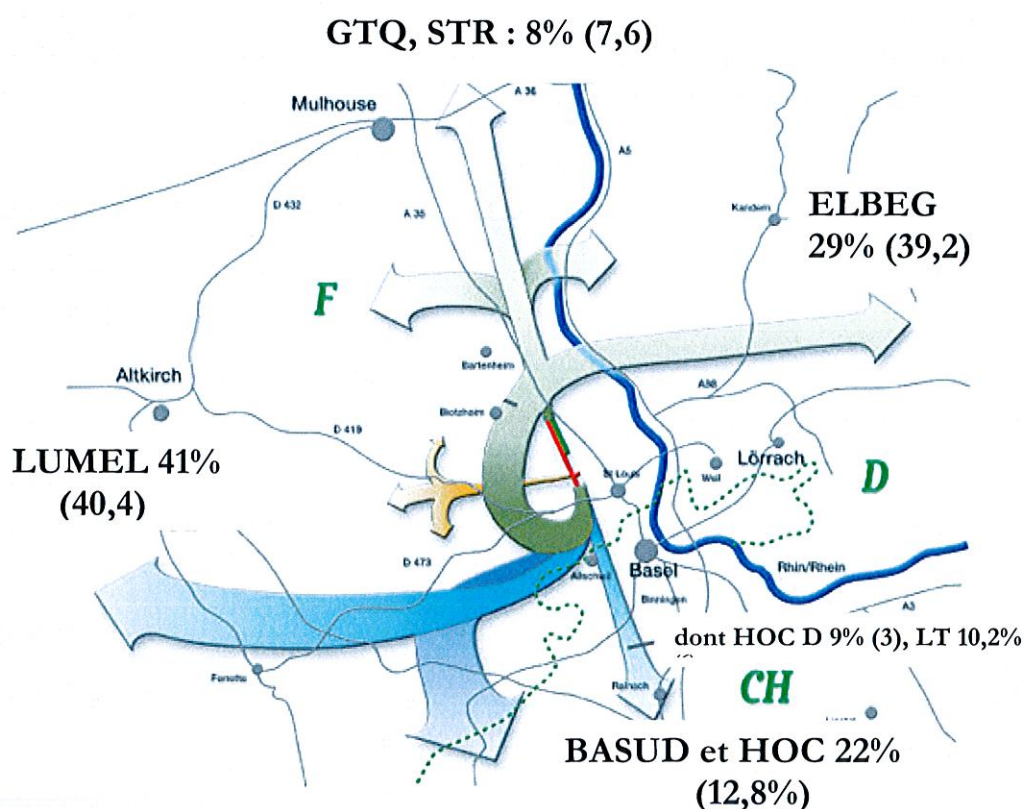 GTQ, STR : 8% (7,6)
Mulhouse
A 36
A5
D 432
A 35
Kandern
ELBEG
29% (39,2)
F
Bartenheim
Altkirch
A98
Blotzheim
D 419
LUMEL 41%
(40,4)
St Louis
Weil
Lörrach
D
D 473
Allschwil
Basel
Rhin/Rhein
Binningen
A3
dont HOC D 9% (3), LT 10,2%
Ferrette
Reinach
CH
BASUD et HOC 22%
(12,8%)